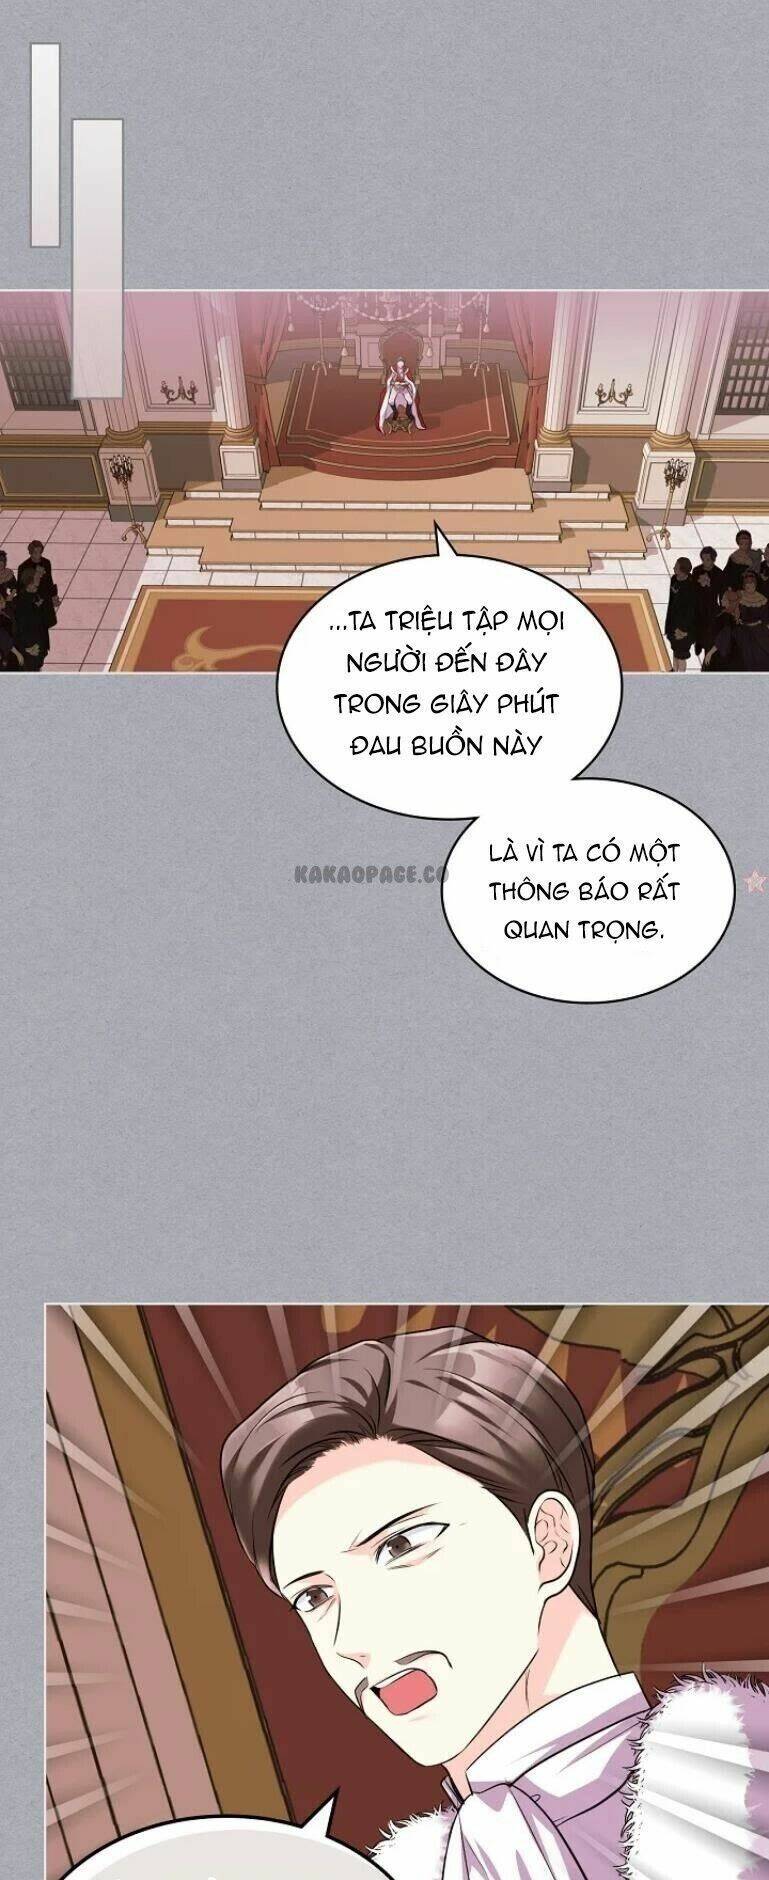 ...TA TRIỆU TẬP MỌI
NGƯỜI ĐẾN ĐÂY
TRONG GIÂY PHÚT
ĐAU BUỒN NÀY
LÀ VÌ TA CÓ MỘT
THÔNG BÁO RẤT
QUAN TRỌNG.
KAKAOPAGE.CO